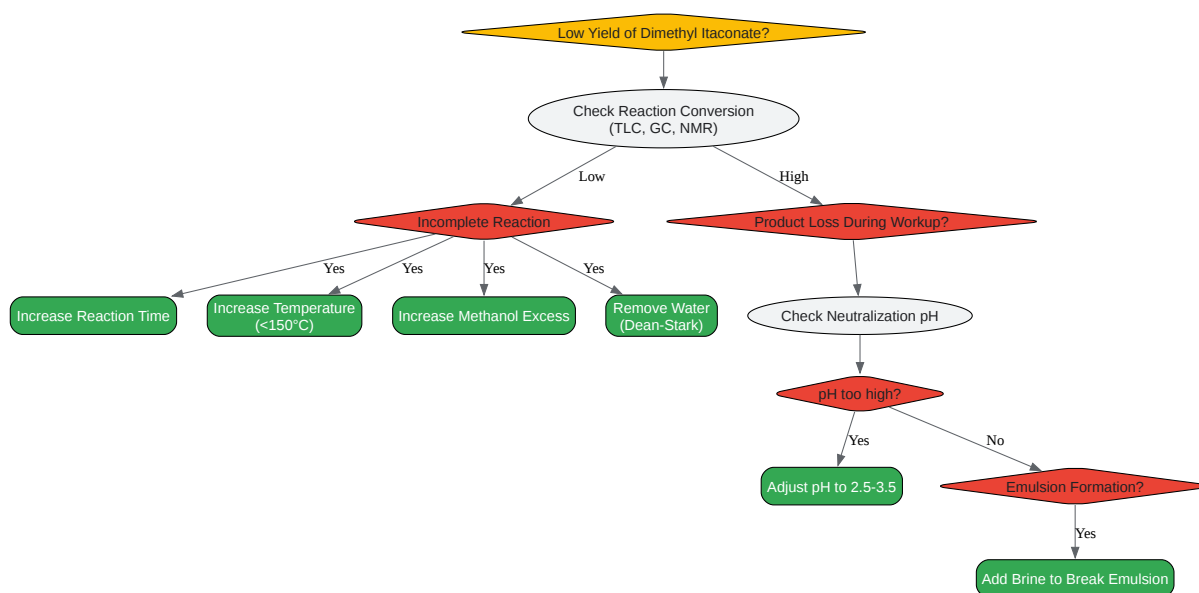 Low Yield of Dimethyl Itaconate?
Check Reaction Conversion
(TLC, GC, NMR)
Low
High
Incomplete Reaction
Product Loss During Workup?
Yes
Yes
Yes
Yes
Increase Reaction Time
Increase Temperature
(<150°C)
Increase Methanol Excess
Remove Water
(Dean-Stark)
Check Neutralization pH
pH too high?
Yes
No
Adjust pH to 2.5-3.5
Emulsion Formation?
Yes
Add Brine to Break Emulsion